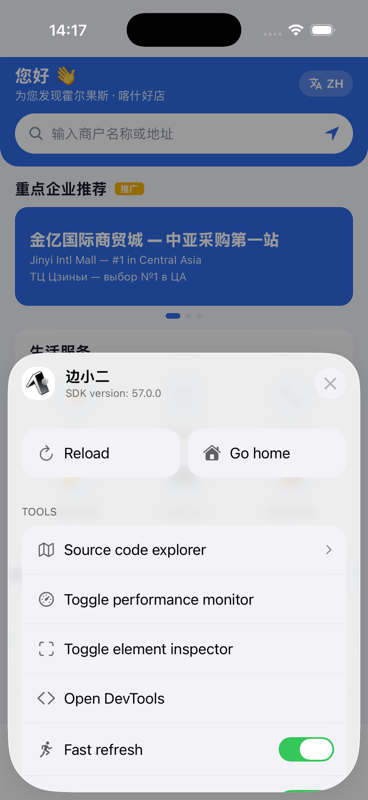 14:17
您好 👋
为您发现霍尔果斯 · 喀什好店
ZH
输入商户名称或地址
重点企业推荐
推广
金亿国际商贸城 — 中亚采购第一站
Jinyi Intl Mall — #1 in Central Asia
ТЦ Цзиньи — выбор №1 в ЦА
生活服务
边小二
SDK version: 57.0.0
Reload
Go home
TOOLS
Source code explorer
Toggle performance monitor
Toggle element inspector
Open DevTools
Fast refresh